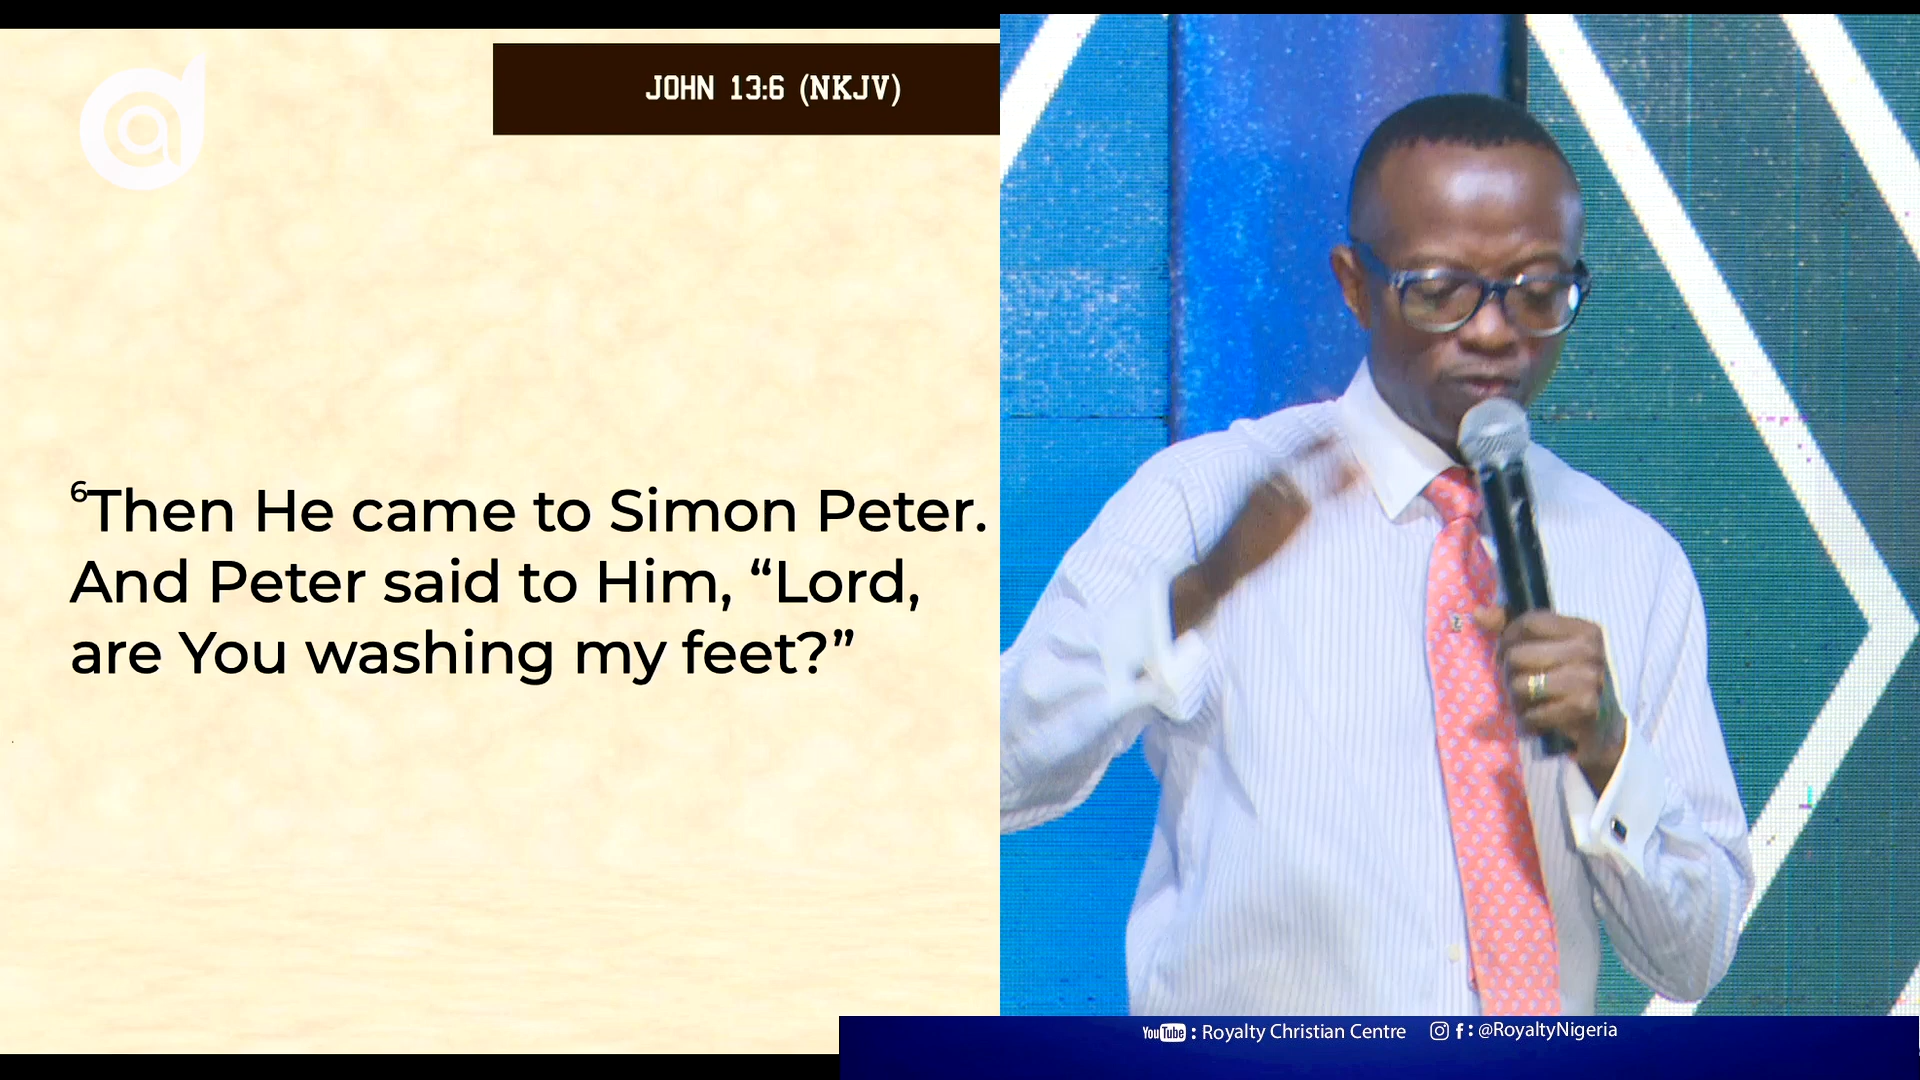 JOHN 13:6 (NKJV)
⁶Then He came to Simon Peter.
And Peter said to Him, “Lord,
are You washing my feet?”
YouTube : Royalty Christian Centre
: @RoyaltyNigeria